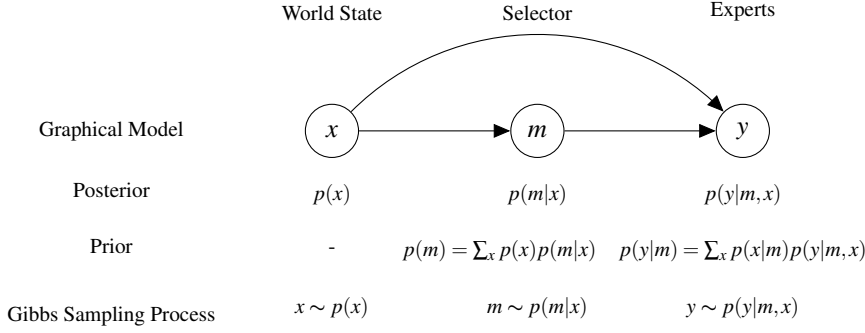 World State Selector Experts
Graphical Model x m y
Posterior p(x) p(m|x) p(y|m,x)
Prior - p(m) = ∑ₓ p(x)p(m|x) p(y|m) = ∑ₓ p(x|m)p(y|m,x)
Gibbs Sampling Process x ∼ p(x) m ∼ p(m|x) y ∼ p(y|m,x)